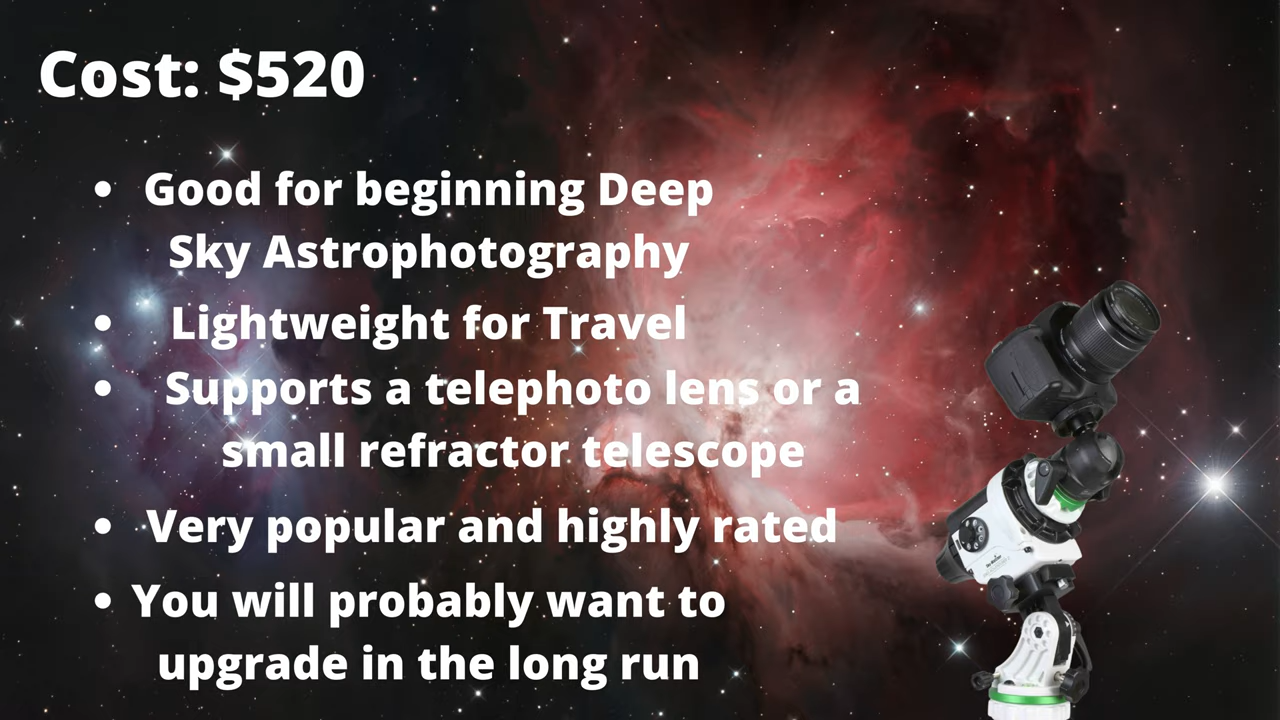 Cost: $520
• Good for beginning Deep
Sky Astrophotography
• Lightweight for Travel
• Supports a telephoto lens or a
small refractor telescope
• Very popular and highly rated
• You will probably want to
upgrade in the long run